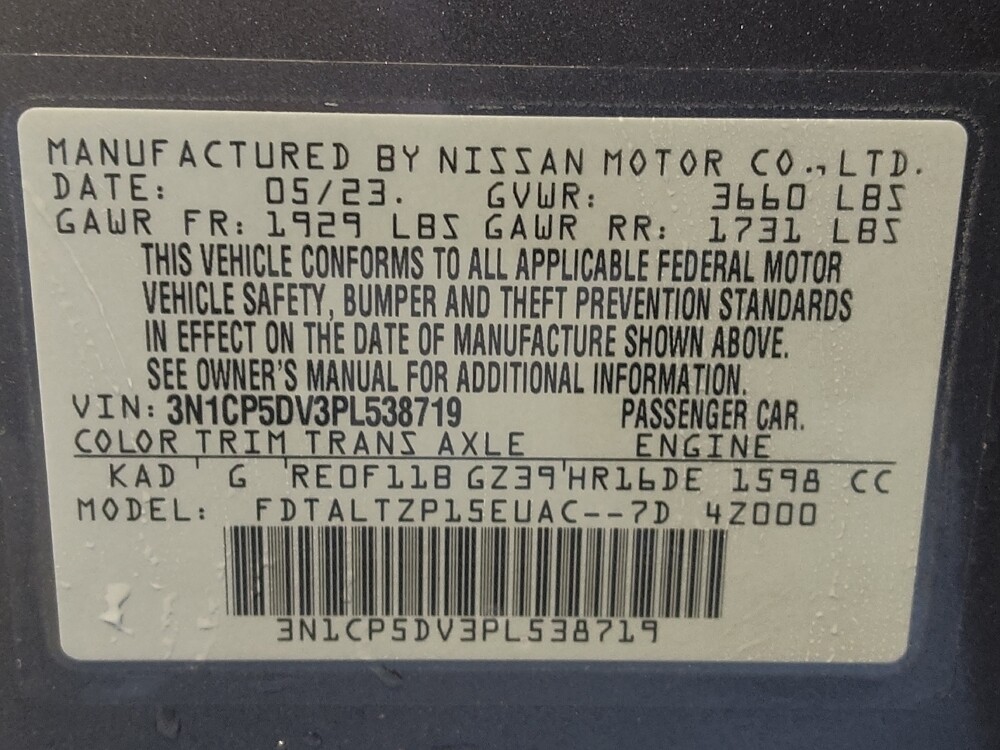 MANUFACTURED BY NISSAN MOTOR CO.,LTD.
DATE: 05/23. GVWR: 3660 LBS
GAWR FR: 1929 LBS GAWR RR: 1731 LBS
THIS VEHICLE CONFORMS TO ALL APPLICABLE FEDERAL MOTOR
VEHICLE SAFETY, BUMPER AND THEFT PREVENTION STANDARDS
IN EFFECT ON THE DATE OF MANUFACTURE SHOWN ABOVE.
SEE OWNER'S MANUAL FOR ADDITIONAL INFORMATION.
VIN: 3N1CP5DV3PL538719 PASSENGER CAR.
COLOR TRIM TRANS AXLE ENGINE
KAD G RE0F11B GZ39 HR16DE 1598 CC
MODEL: FDTALTZP15EUAC--7D 4Z000
3N1CP5DV3PL538719